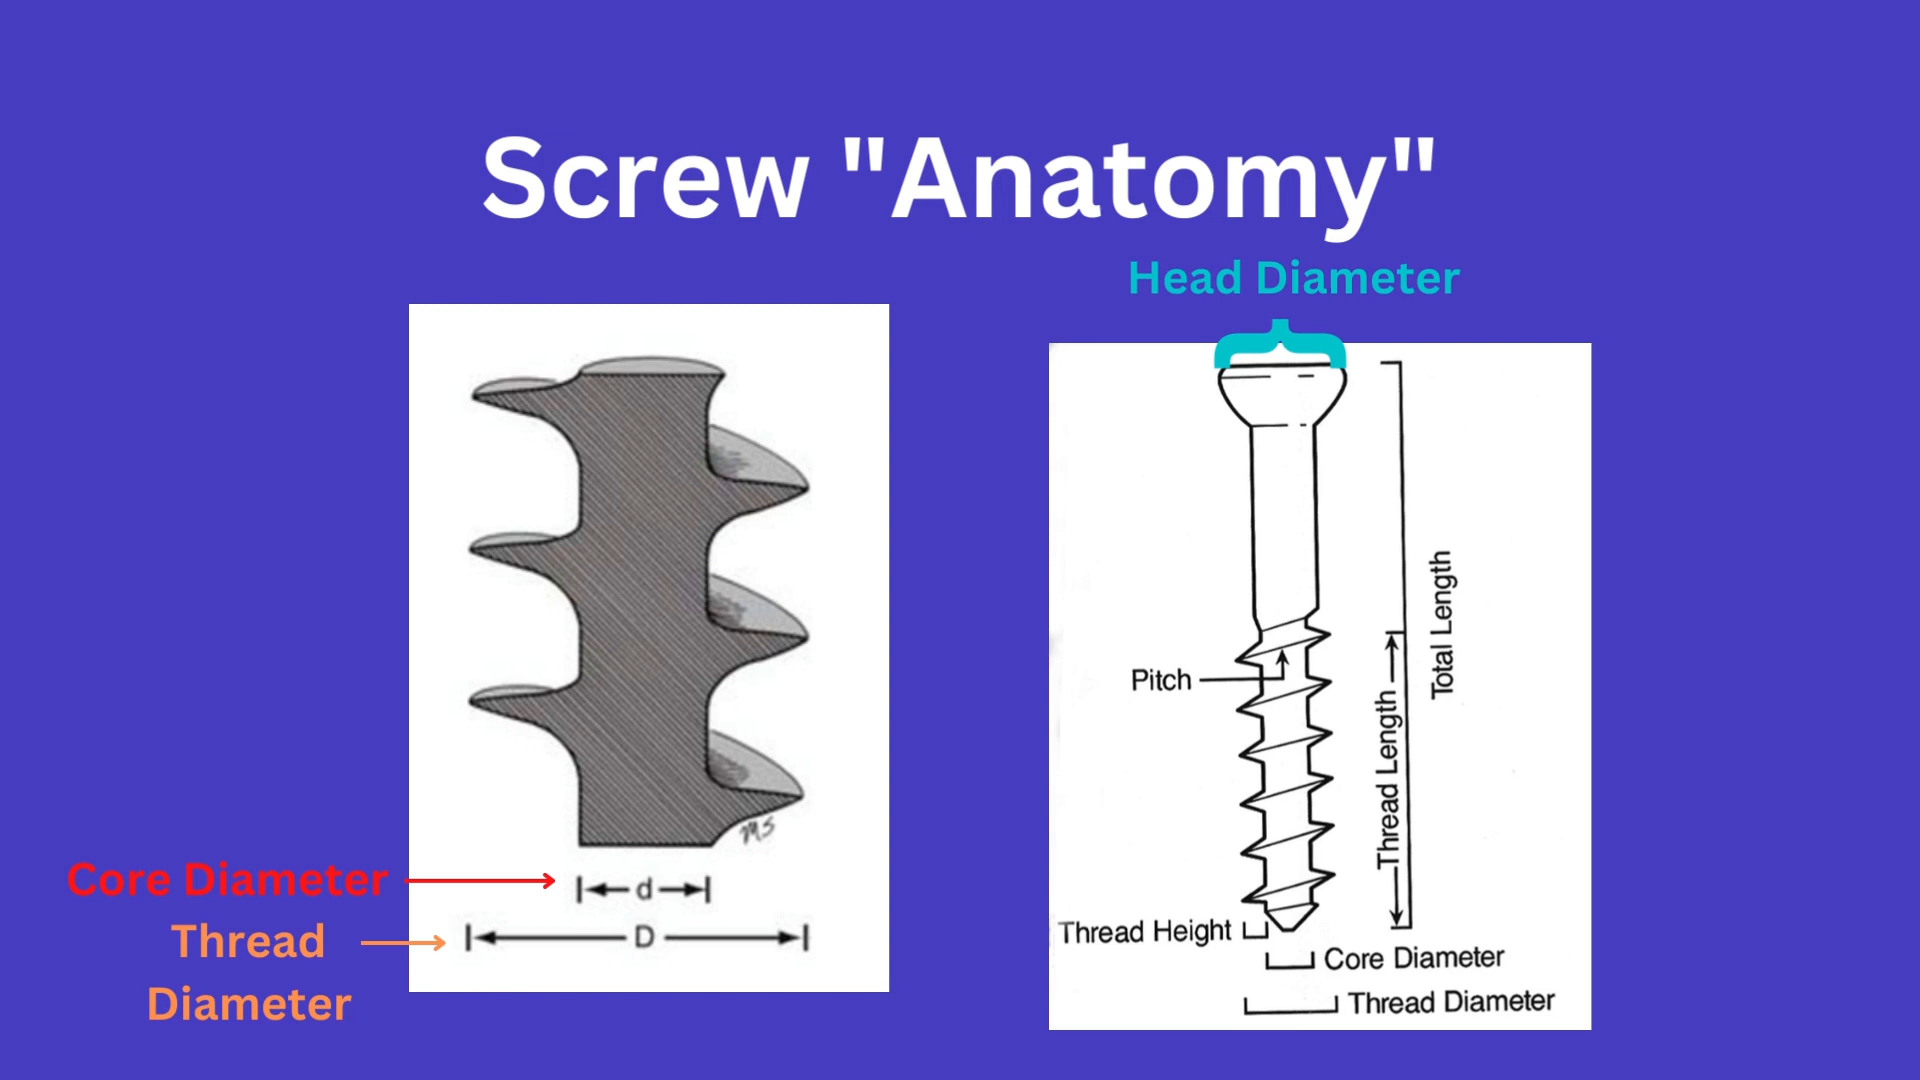 Screw "Anatomy"
Head Diameter
MS
Core Diameter
d
Thread
Diameter
D
Total Length
Pitch
Thread Length
Thread Height
Core Diameter
Thread Diameter